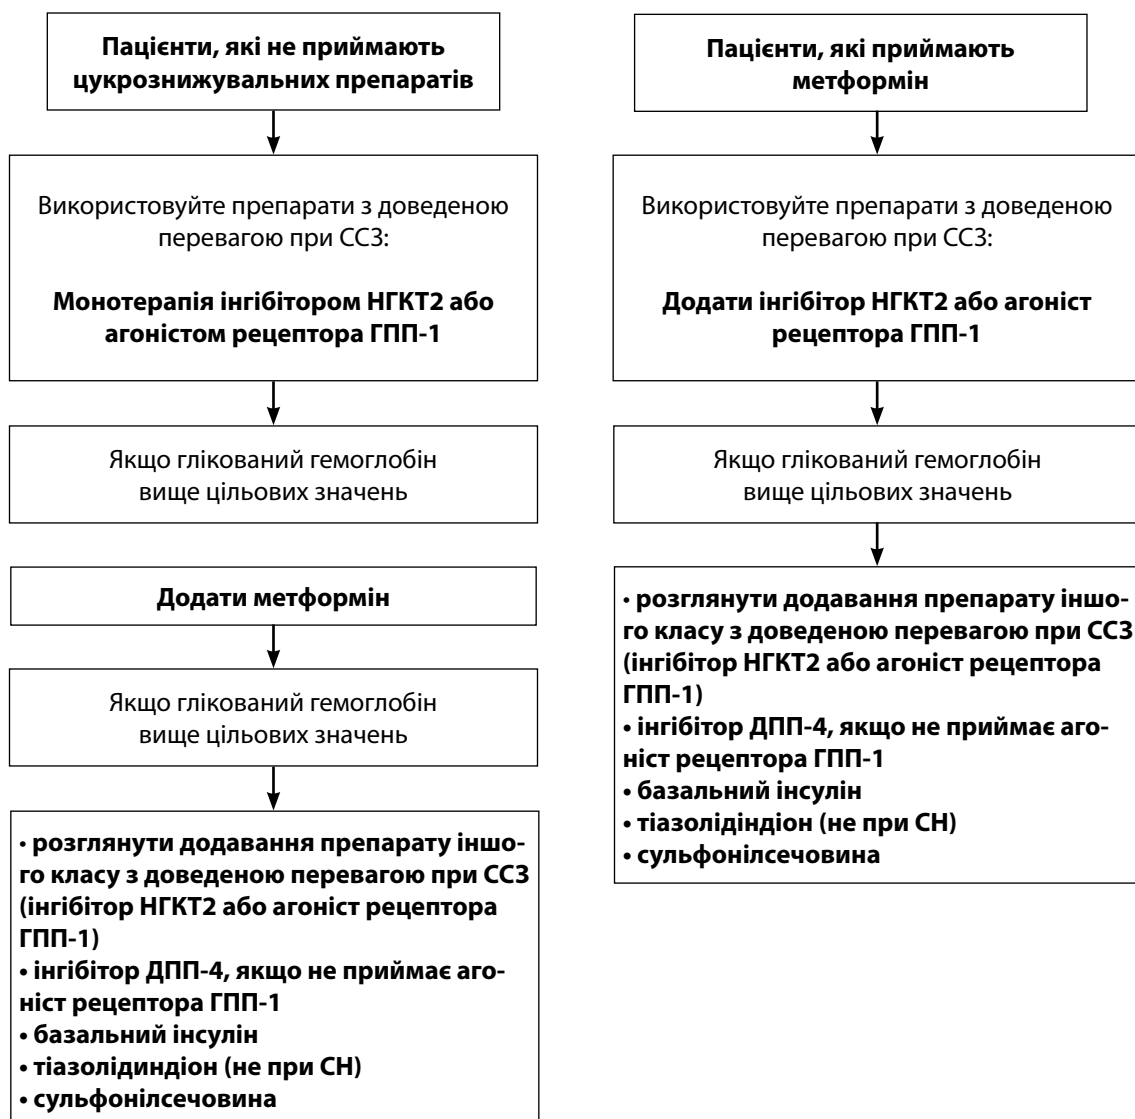 Пацієнти, які не приймають
цукрознижувальних препаратів
Використовуйте препарати з доведеною
перевагою при ССЗ:
Монотерапія інгібітором НГКТ2 або
агоністом рецептора ГПП-1
Якщо глікований гемоглобін
вище цільових значень
Додати метформін
Якщо глікований гемоглобін
вище цільових значень
• розглянути додавання препарату іншо-
го класу з доведеною перевагою при ССЗ
(інгібітор НГКТ2 або агоніст рецептора
ГПП-1)
• інгібітор ДПП-4, якщо не приймає аго-
ніст рецептора ГПП-1
• базальний інсулін
• тіазолідиндіон (не при СН)
• сульфонілсечовина
Пацієнти, які приймають
метформін
Використовуйте препарати з доведеною
перевагою при ССЗ:
Додати інгібітор НГКТ2 або агоніст
рецептора ГПП-1
Якщо глікований гемоглобін
вище цільових значень
• розглянути додавання препарату іншо-
го класу з доведеною перевагою при ССЗ
(інгібітор НГКТ2 або агоніст рецептора
ГПП-1)
• інгібітор ДПП-4, якщо не приймає аго-
ніст рецептора ГПП-1
• базальний інсулін
• тіазолідіндіон (не при СН)
• сульфонілсечовина